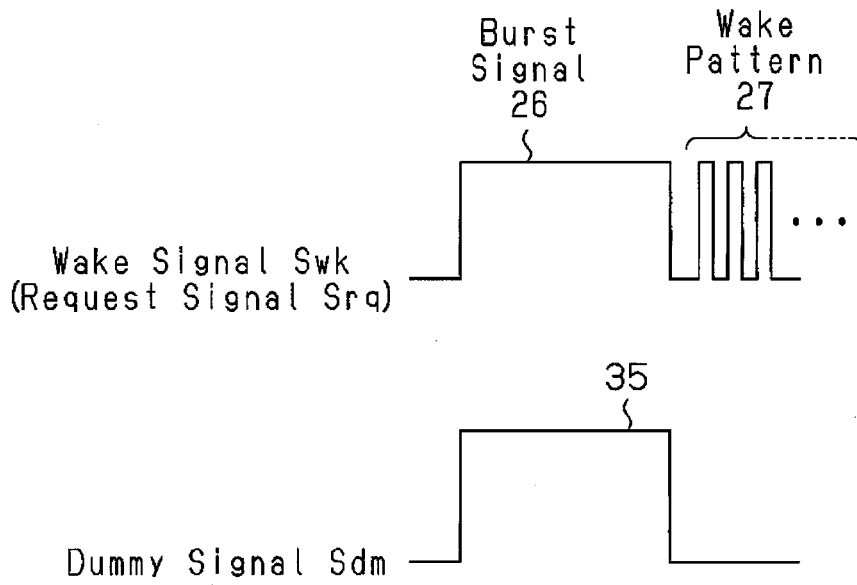 Burst
Signal
26
Wake
Pattern
27
Wake Signal Swk
(Request Signal Srq)
35
Dummy Signal Sdm